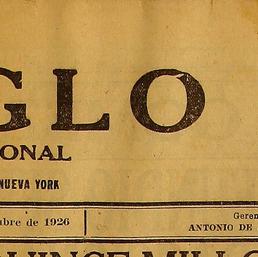 GLO
ONAL
NUEVA YORK
bre de 1926
Geren
ANTONIO DE